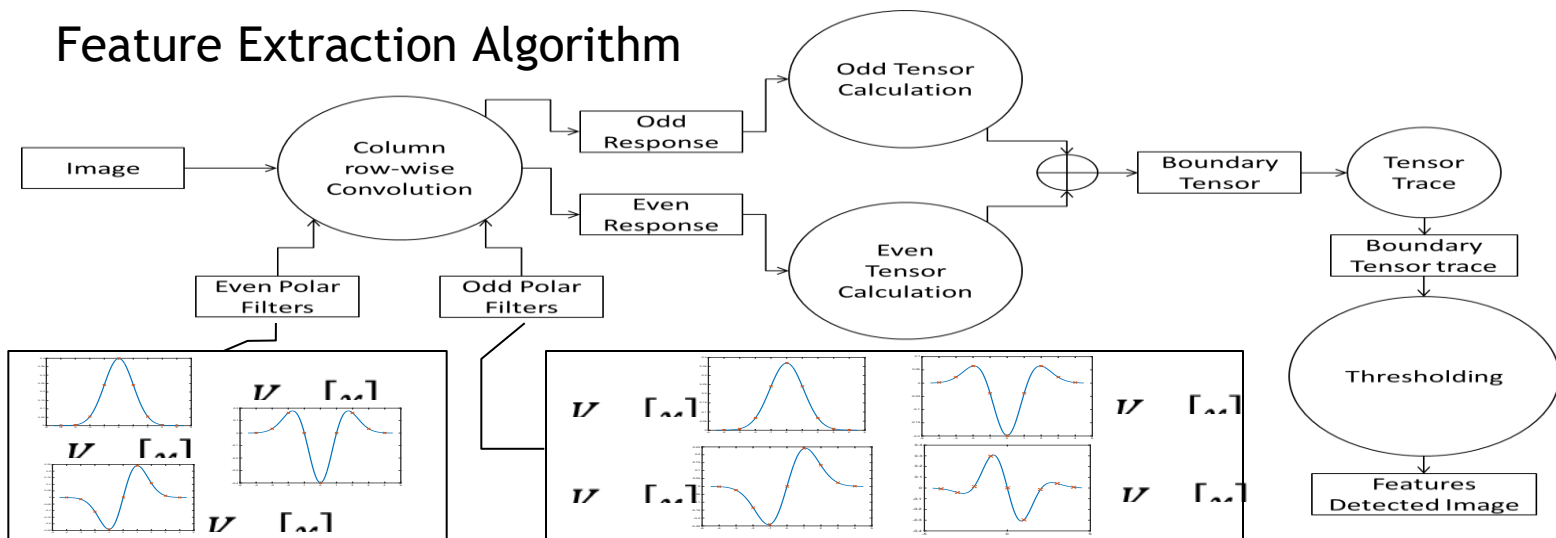 Feature Extraction Algorithm
Image
Column
row-wise
Convolution
Even Polar
Filters
Odd Polar
Filters
Odd
Response
Even
Response
Odd Tensor
Calculation
Even
Tensor
Calculation
Boundary
Tensor
Tensor
Trace
Boundary
Tensor trace
Thresholding
Features
Detected Image